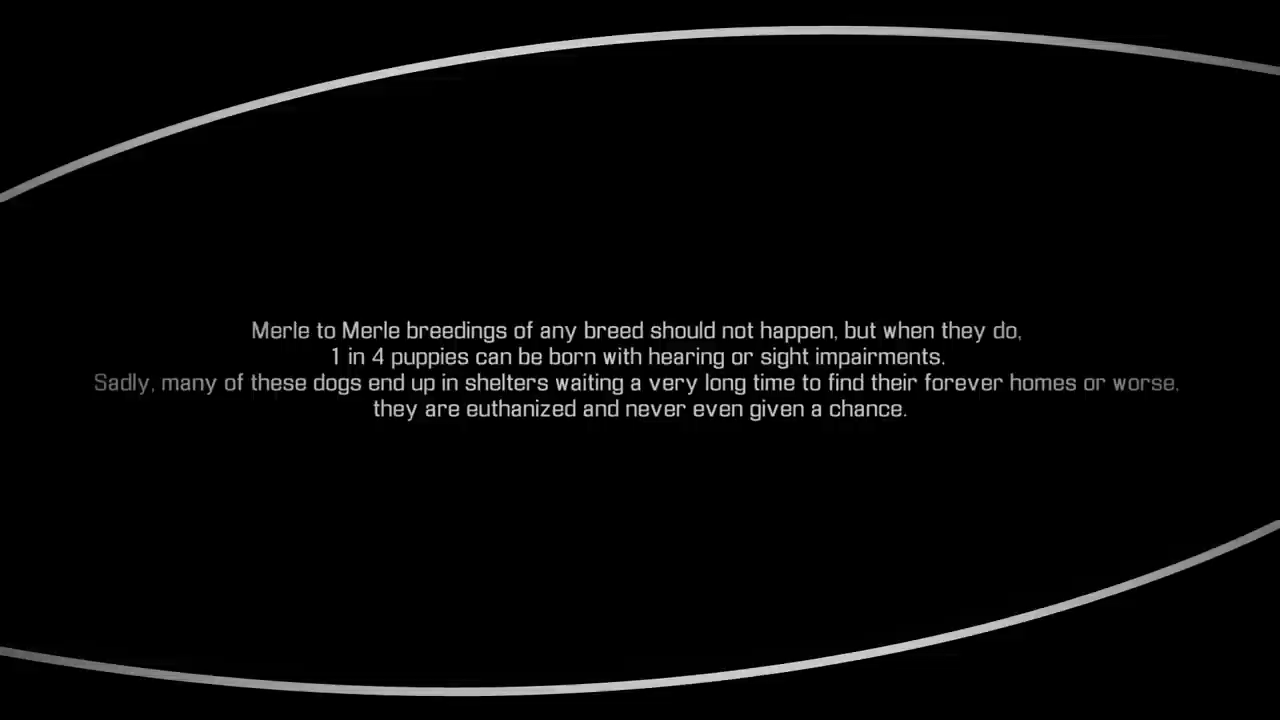 Merle to Merle breedings of any breed should not happen, but when they do,
1 in 4 puppies can be born with hearing or sight impairments.
Sadly, many of these dogs end up in shelters waiting a very long time to find their forever homes or worse,
they are euthanized and never even given a chance.